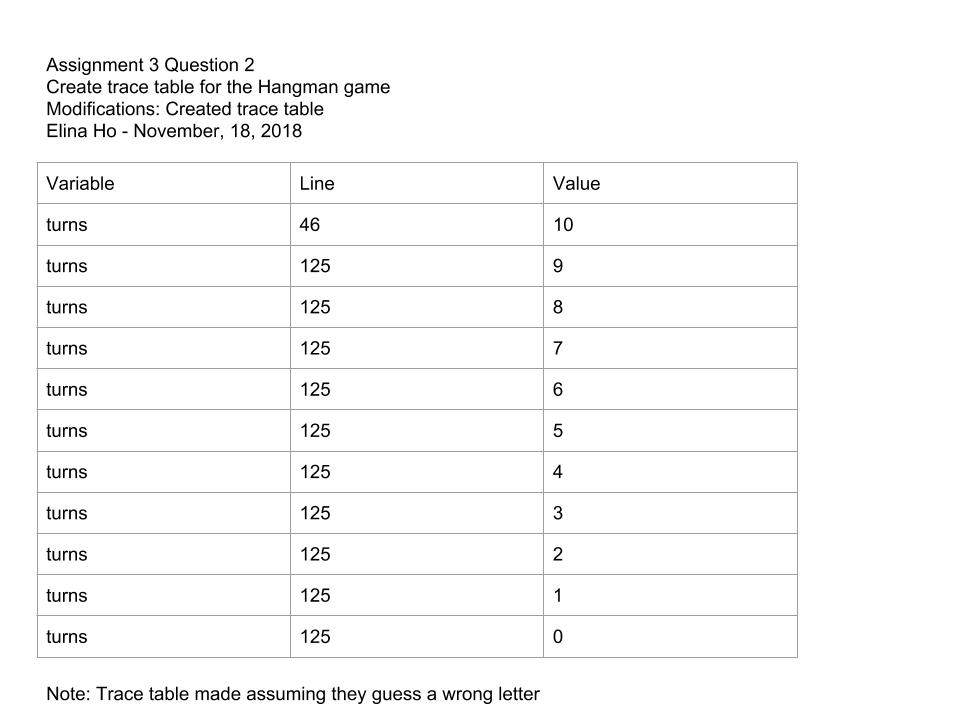 Assignment 3 Question 2
Create trace table for the Hangman game
Modifications: Created trace table
Elina Ho - November, 18, 2018
Variable Line Value
turns 46 10
turns 125 9
turns 125 8
turns 125 7
turns 125 6
turns 125 5
turns 125 4
turns 125 3
turns 125 2
turns 125 1
turns 125 0
Note: Trace table made assuming they guess a wrong letter